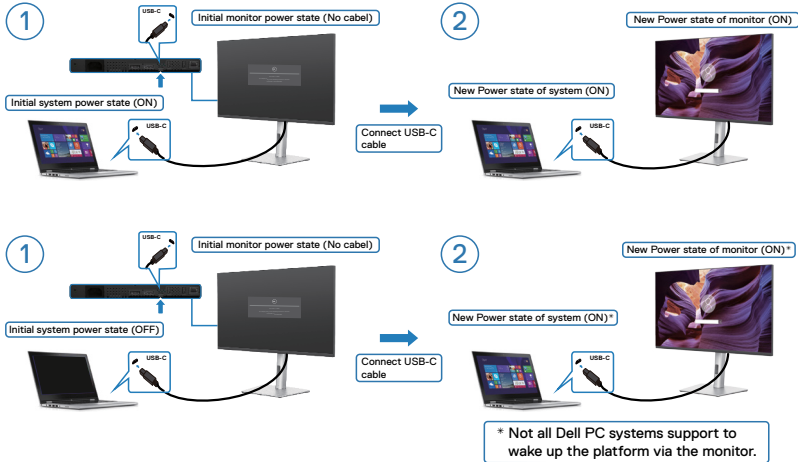 1
USB-C
Initial monitor power state (No cabel)
Initial system power state (ON)
USB-C
Connect USB-C
cable
2
New Power state of monitor (ON)
New Power state of system (ON)
USB-C
1
USB-C
Initial monitor power state (No cabel)
Initial system power state (OFF)
USB-C
Connect USB-C
cable
2
New Power state of monitor (ON)*
New Power state of system (ON)*
USB-C
* Not all Dell PC systems support to
wake up the platform via the monitor.